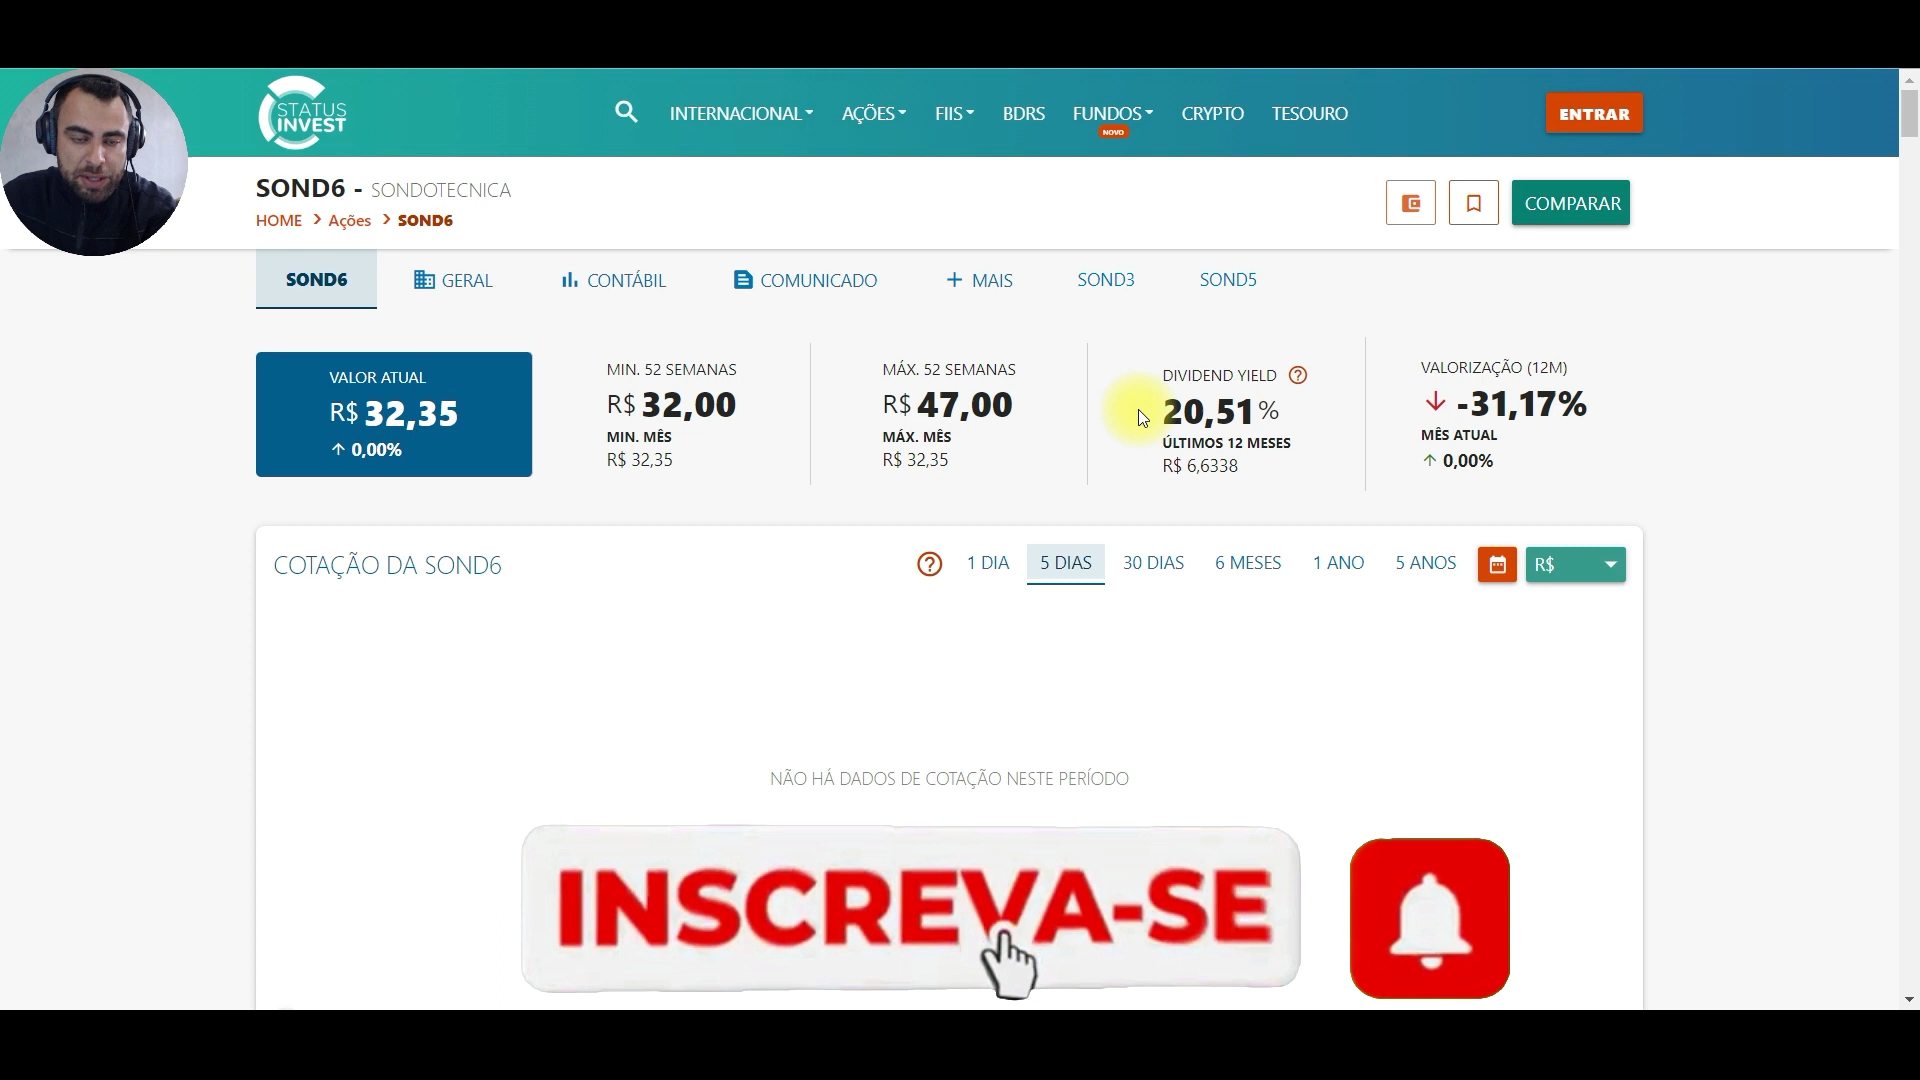 STATUS
INVEST
INTERNACIONAL
AÇÕES
FIIS
BDRS
FUNDOS
NOVO
CRYPTO
TESOURO
ENTRAR
SOND6 - SONDOTECNICA
HOME > Ações > SOND6
COMPARAR
SOND6
GERAL
CONTÁBIL
COMUNICADO
+ MAIS
SOND3
SOND5
VALOR ATUAL
R$ 32,35
↑ 0,00%
MIN. 52 SEMANAS
R$ 32,00
MIN. MÊS
R$ 32,35
MÁX. 52 SEMANAS
R$ 47,00
MÁX. MÊS
R$ 32,35
DIVIDEND YIELD ?
20,51%
ÚLTIMOS 12 MESES
R$ 6,6338
VALORIZAÇÃO (12M)
↓ -31,17%
MÊS ATUAL
↑ 0,00%
COTAÇÃO DA SOND6
?
1 DIA
5 DIAS
30 DIAS
6 MESES
1 ANO
5 ANOS
R$
NÃO HÁ DADOS DE COTAÇÃO NESTE PERÍODO
INSCREVA-SE